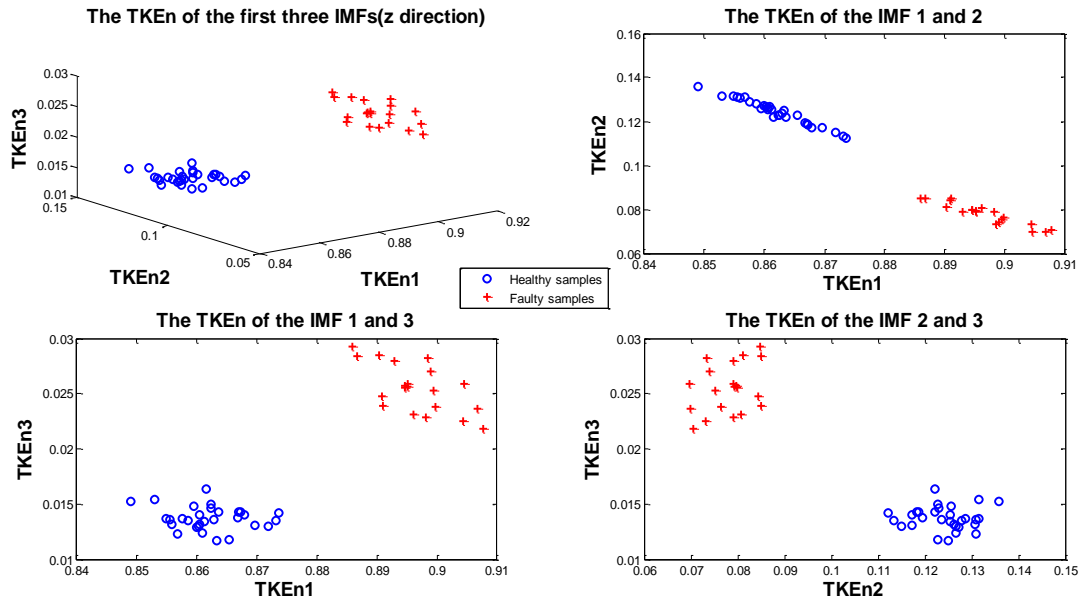 The TKEn of the first three IMFs(z direction)
0.03
0.025
0.02
0.015
0.01
TKEn3
0.15
0.1
0.05
TKEn2
0.84
0.86
0.88
0.9
0.92
TKEn1
The TKEn of the IMF 1 and 2
0.16
0.14
0.12
0.1
0.08
0.06
TKEn2
0.84 0.85 0.86 0.87 0.88 0.89 0.9 0.91
TKEn1
Healthy samples
Faulty samples
The TKEn of the IMF 1 and 3
0.03
0.025
0.02
0.015
0.01
TKEn3
0.84 0.85 0.86 0.87 0.88 0.89 0.9 0.91
TKEn1
The TKEn of the IMF 2 and 3
0.03
0.025
0.02
0.015
0.01
TKEn3
0.06 0.07 0.08 0.09 0.1 0.11 0.12 0.13 0.14 0.15
TKEn2